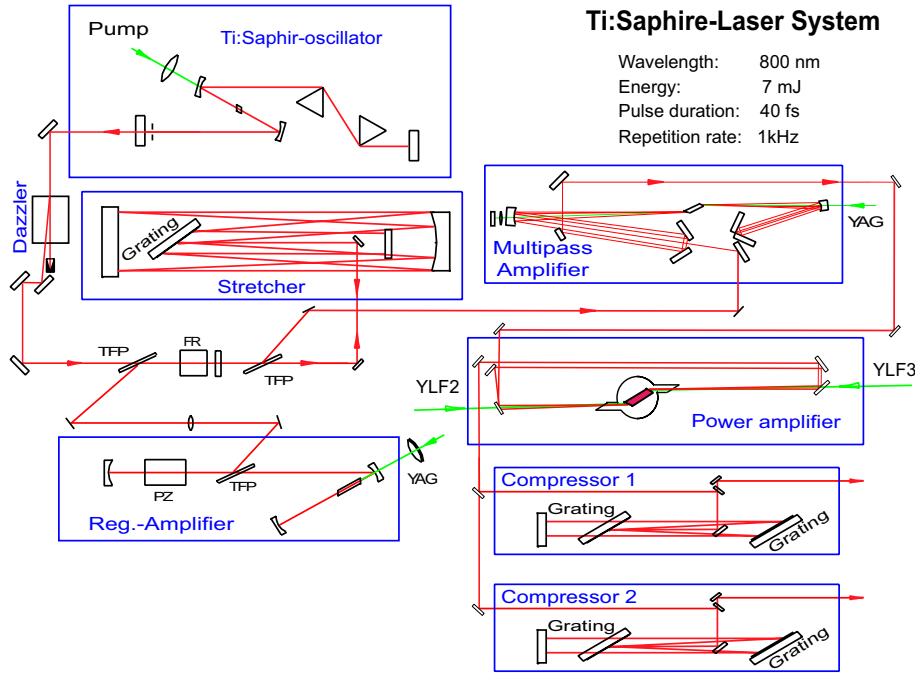 Ti:Saphire-Laser System
Wavelength: 800 nm
Energy: 7 mJ
Pulse duration: 40 fs
Repetition rate: 1kHz
Pump
Ti:Saphir-oscillator
Dazzler
Grating
Stretcher
YAG
Multipass
Amplifier
TFP
FR
TFP
YLF2
YLF3
Power amplifier
PZ
TFP
YAG
Reg.-Amplifier
Compressor 1
Grating
Grating
Compressor 2
Grating
Grating